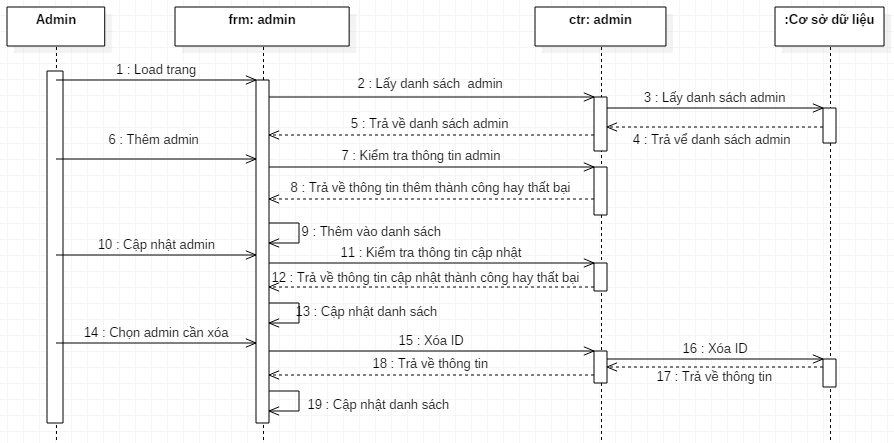 Admin
frm: admin
ctr: admin
:Cơ sở dữ liệu
1 : Load trang
2 : Lấy danh sách admin
3 : Lấy danh sách admin
4 : Trả về danh sách admin
5 : Trả về danh sách admin
6 : Thêm admin
7 : Kiểm tra thông tin admin
8 : Trả về thông tin thêm thành công hay thất bại
9 : Thêm vào danh sách
10 : Cập nhật admin
11 : Kiểm tra thông tin cập nhật
12 : Trả về thông tin cập nhật thành công hay thất bại
13 : Cập nhật danh sách
14 : Chọn admin cần xóa
15 : Xóa ID
16 : Xóa ID
17 : Trả về thông tin
18 : Trả về thông tin
19 : Cập nhật danh sách